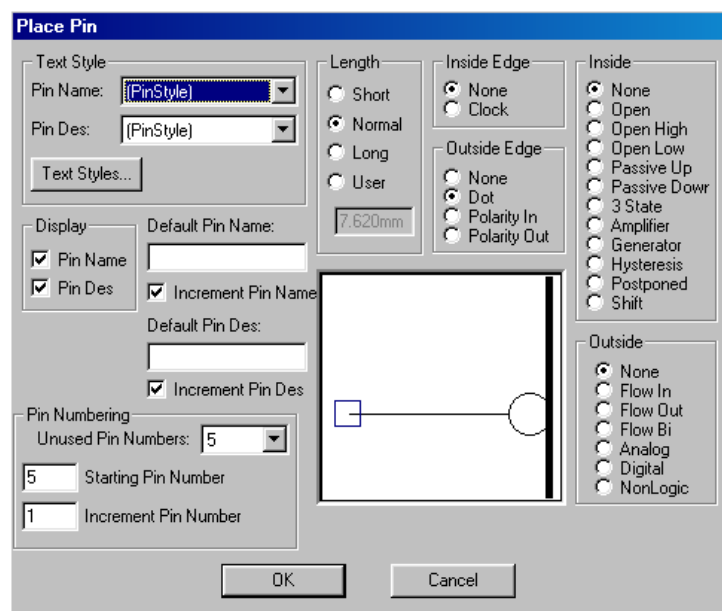 Place Pin
Text Style
Pin Name: (PinStyle)
Pin Des: (PinStyle)
Text Styles...
Display
Pin Name
Pin Des
Default Pin Name:
Increment Pin Name
Default Pin Des:
Increment Pin Des
Pin Numbering
Unused Pin Numbers: 5
5 Starting Pin Number
1 Increment Pin Number
Length
Short
Normal
Long
User
7.620mm
Inside Edge
None
Clock
Outside Edge
None
Dot
Polarity In
Polarity Out
Inside
None
Open
Open High
Open Low
Passive Up
Passive Dowr
3 State
Amplifier
Generator
Hysteresis
Postponed
Shift
Outside
None
Flow In
Flow Out
Flow Bi
Analog
Digital
NonLogic
OK
Cancel